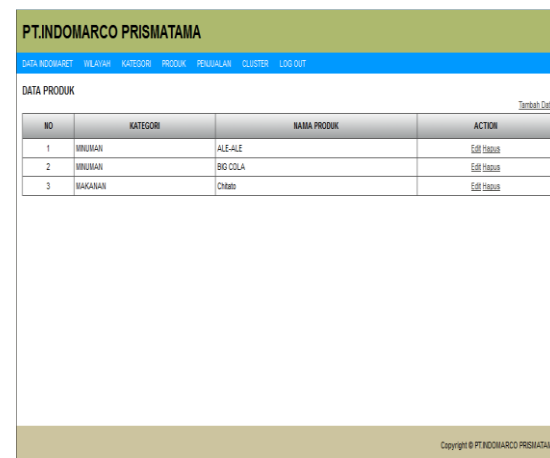 PT.INDOMARCO PRISMATAMA
DATA INDOMARET WILAYAH KATEGORI PRODUK PENJUALAN CLUSTER LOG OUT
DATA PRODUK
Tambah Dat
NO KATEGORI NAMA PRODUK ACTION
1 MINUMAN ALE-ALE Edit Hapus
2 MINUMAN BIG COLA Edit Hapus
3 MAKANAN Chitato Edit Hapus
Copyright © PT.INDOMARCO PRISMATAM